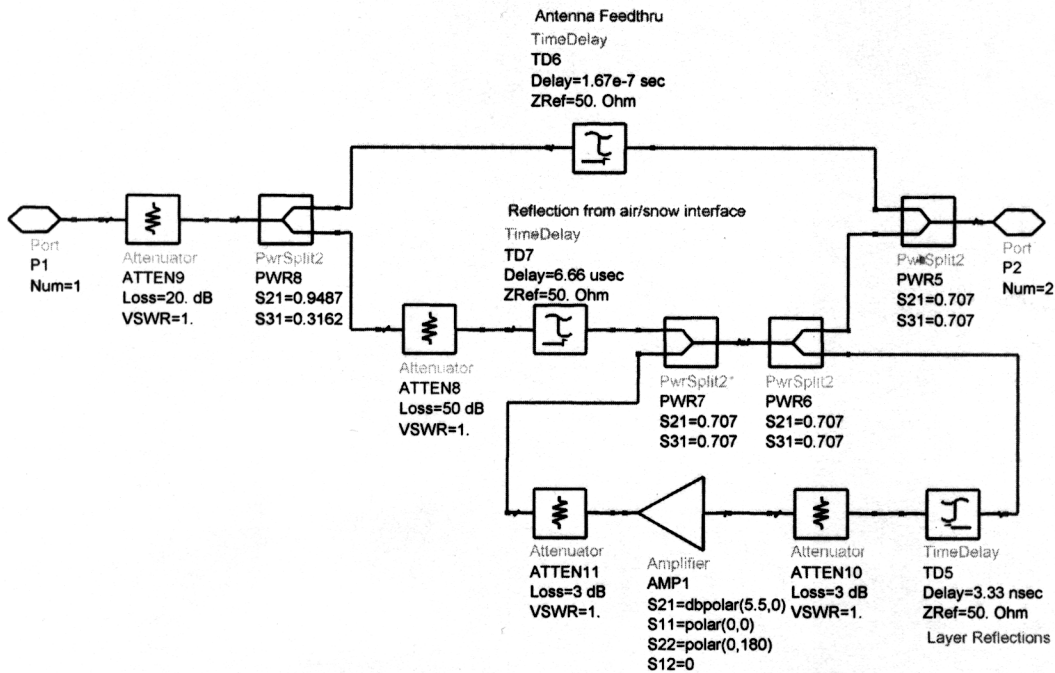 Antenna Feedthru
TimeDelay
TD6
Delay=1.67e-7 sec
ZRef=50. Ohm
Port
P1
Num=1
Attenuator
ATTEN9
Loss=20. dB
VSWR=1.
PwrSplit2
PWR8
S21=0.9487
S31=0.3162
Reflection from air/snow interface
TimeDelay
TD7
Delay=6.66 usec
ZRef=50. Ohm
PwrSplit2
PWR5
S21=0.707
S31=0.707
Port
P2
Num=2
Attenuator
ATTEN8
Loss=50 dB
VSWR=1.
PwrSplit2
PWR7
S21=0.707
S31=0.707
PwrSplit2
PWR6
S21=0.707
S31=0.707
Attenuator
ATTEN11
Loss=3 dB
VSWR=1.
Amplifier
AMP1
S21=dbpolar(5.5,0)
S11=polar(0,0)
S22=polar(0,180)
S12=0
Attenuator
ATTEN10
Loss=3 dB
VSWR=1.
TimeDelay
TD5
Delay=3.33 nsec
ZRef=50. Ohm
Layer Reflections